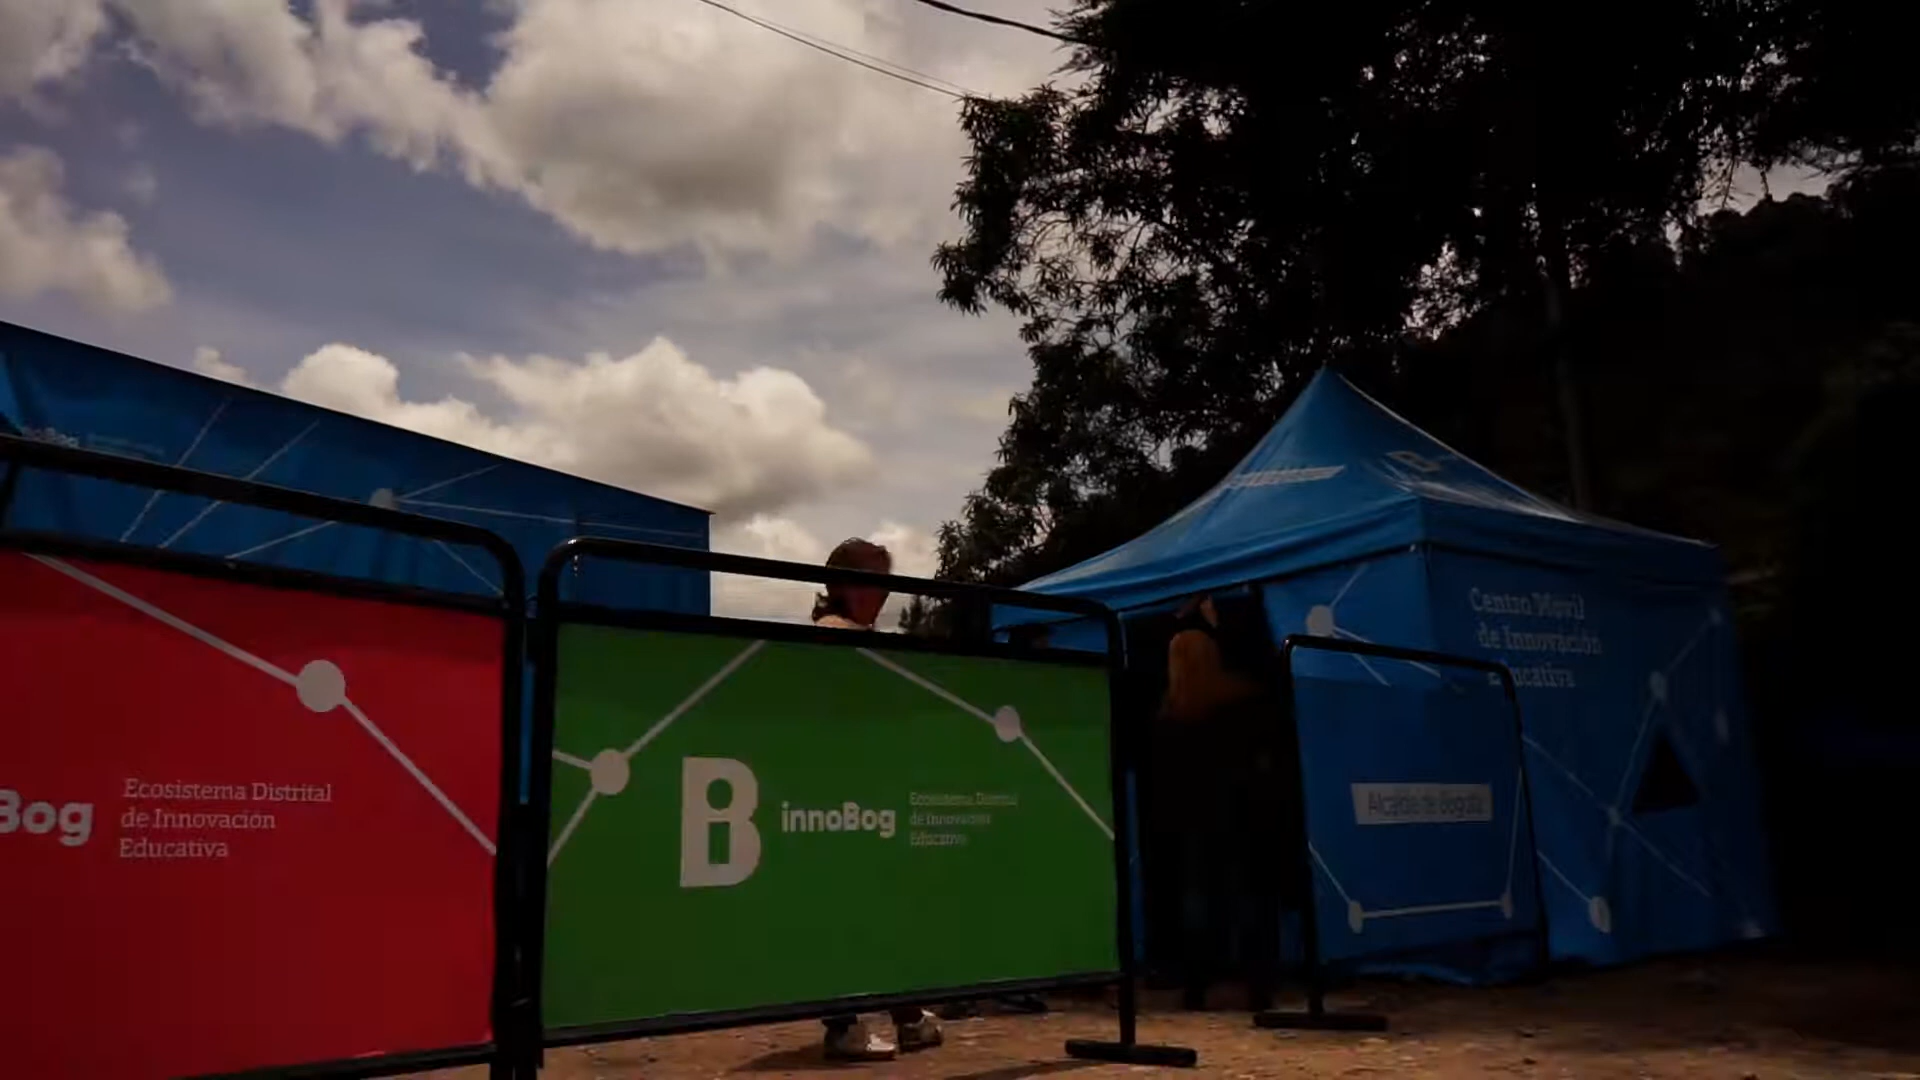 Bog
Ecosistema Distrital
de Innovación
Educativa
B
innoBog
Ecosistema Distrital
de Innovación
Educativa
Centro Móvil
de Innovación
Educativa
Alcaldía de Bogotá